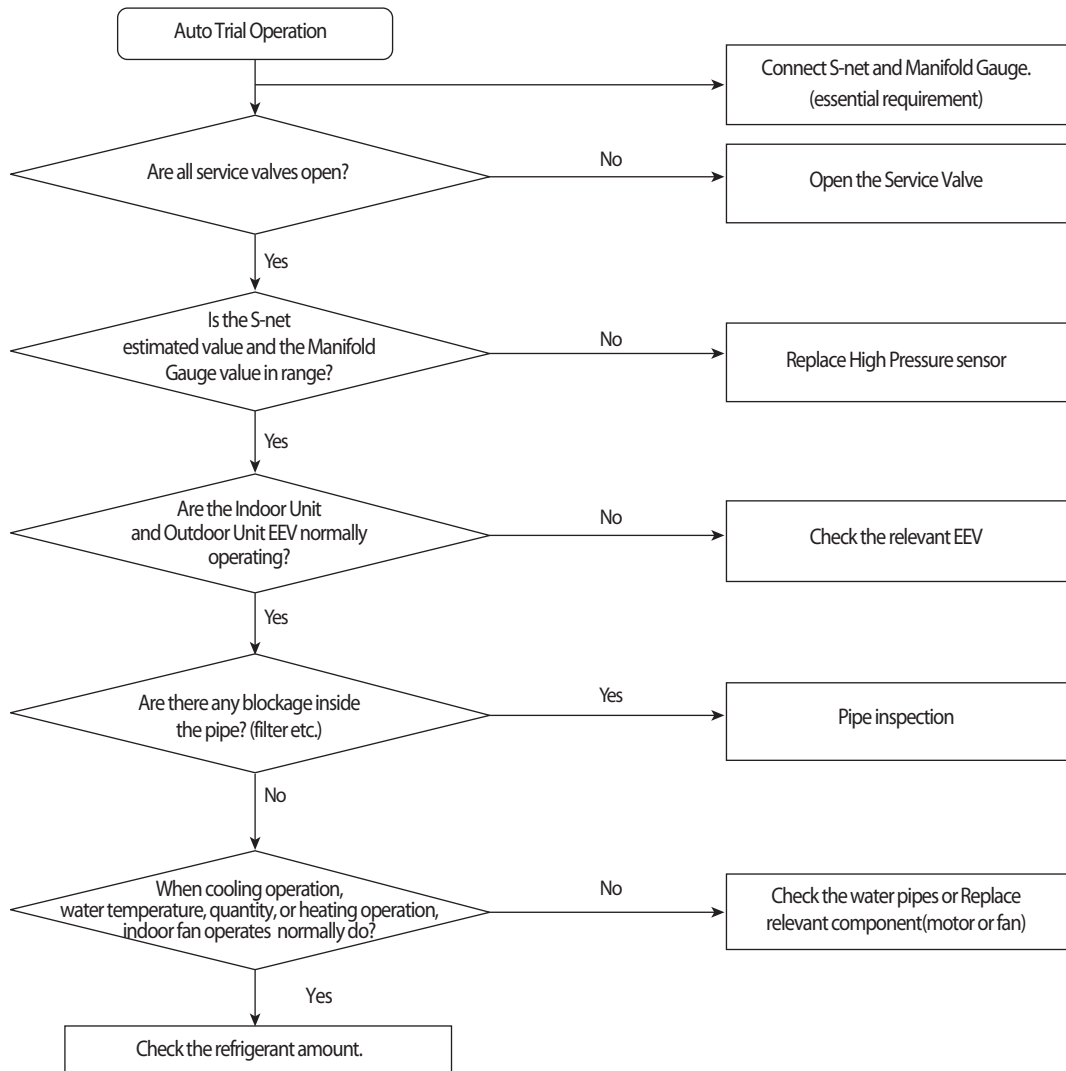 Auto Trial Operation
Connect S-net and Manifold Gauge.
(essential requirement)
Are all service valves open?
No
Open the Service Valve
Yes
Is the S-net
estimated value and the Manifold
Gauge value in range?
No
Replace High Pressure sensor
Yes
Are the Indoor Unit
and Outdoor Unit EEV normally
operating?
No
Check the relevant EEV
Yes
Are there any blockage inside
the pipe? (filter etc.)
Yes
Pipe inspection
No
When cooling operation,
water temperature, quantity, or heating operation,
indoor fan operates normally do?
No
Check the water pipes or Replace
relevant component(motor or fan)
Yes
Check the refrigerant amount.